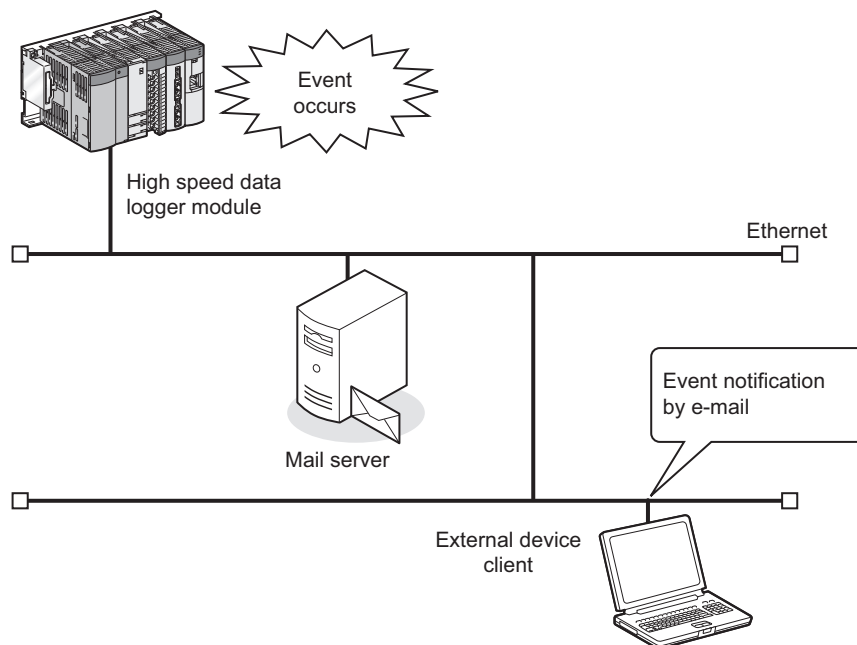 Event
occurs
High speed data
logger module
Ethernet
Mail server
Event notification
by e-mail
External device
client